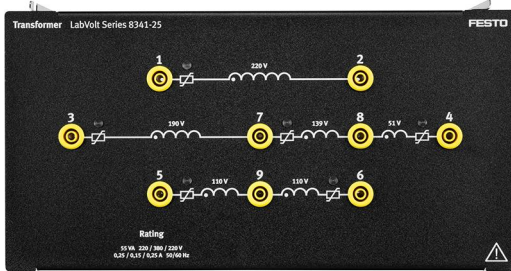 Transformer LabVolt Series 8341-25
FESTO
1 220 V 2
3 190 V 7 139 V 8 51 V 4
5 110 V 9 110 V 6
Rating
55 VA 220 / 380 / 220 V
0,25 / 0,15 / 0,25 A 50/60 Hz